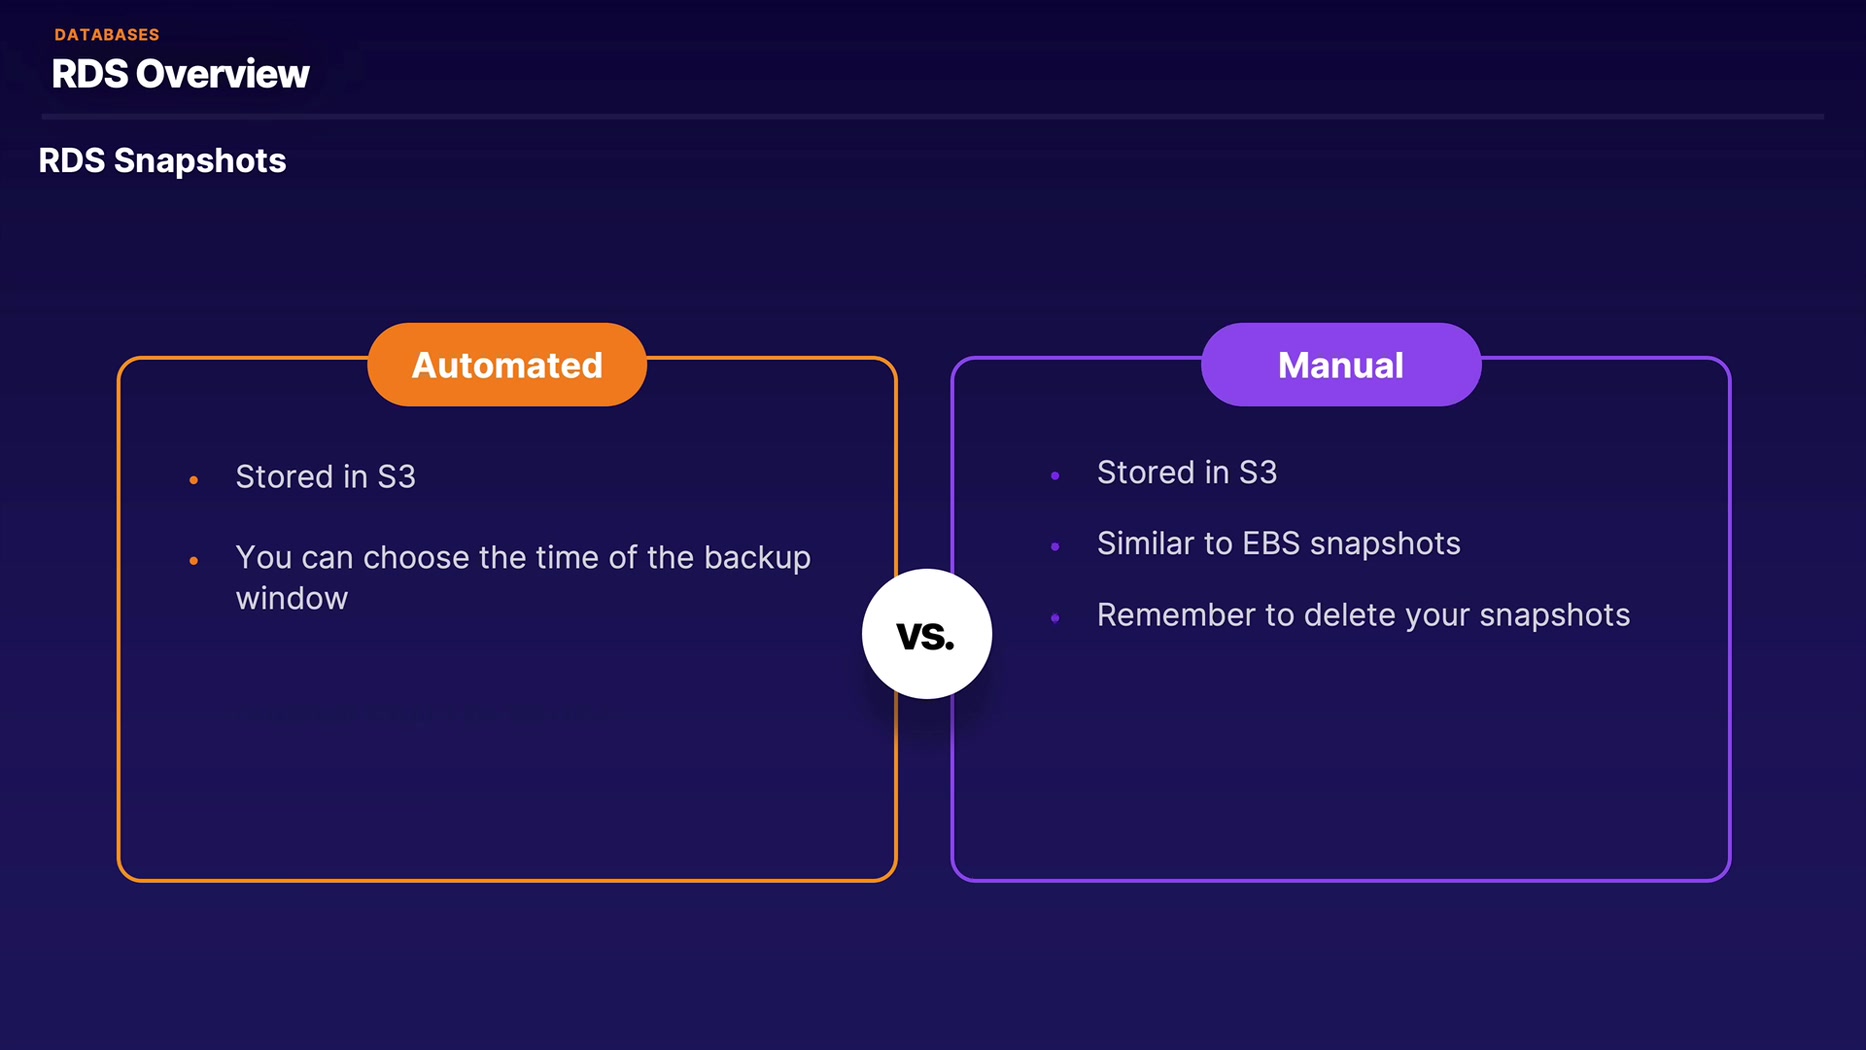 DATABASES
RDS Overview
RDS Snapshots
Automated
• Stored in S3
• You can choose the time of the backup
window
vs.
Manual
• Stored in S3
• Similar to EBS snapshots
• Remember to delete your snapshots